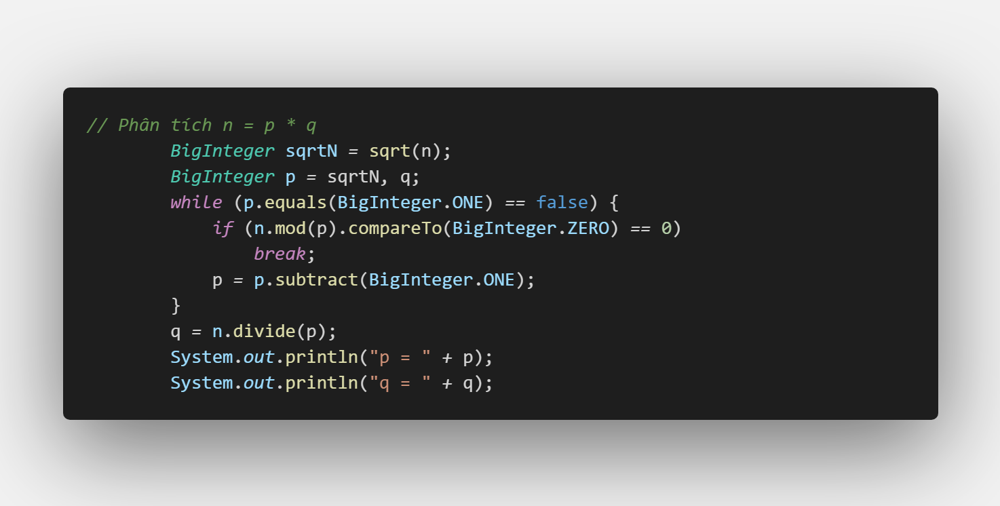 // Phân tích n = p * q
BigInteger sqrtN = sqrt(n);
BigInteger p = sqrtN, q;
while (p.equals(BigInteger.ONE) == false) {
if (n.mod(p).compareTo(BigInteger.ZERO) == 0)
break;
p = p.subtract(BigInteger.ONE);
}
q = n.divide(p);
System.out.println("p = " + p);
System.out.println("q = " + q);